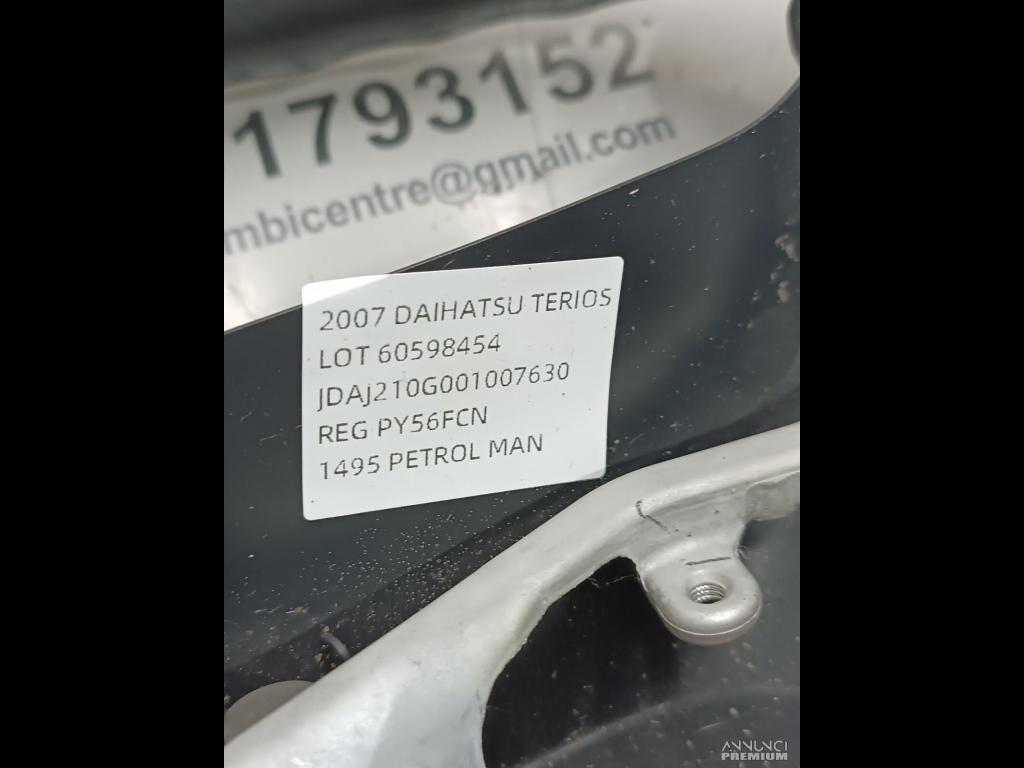 1793152
mbicentre@gmail.com
2007 DAIHATSU TERIOS
LOT 60598454
JDAJ210G001007630
REG PY56FCN
1495 PETROL MAN
ANNUNCI
PREMIUM